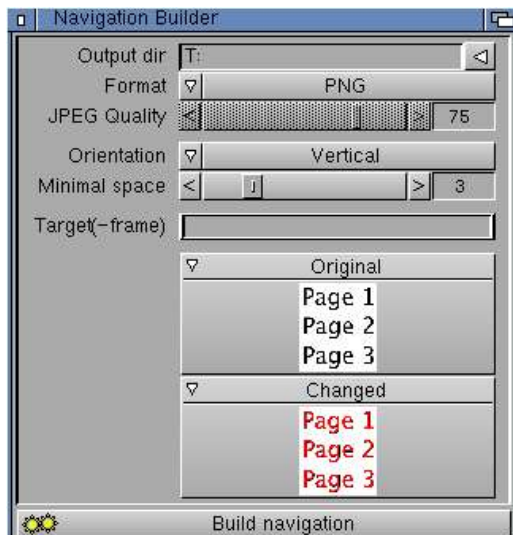 Navigation Builder
Output dir T:
Format PNG
JPEG Quality < > 75
Orientation Vertical
Minimal space < > 3
Target(-frame)
Original
Page 1
Page 2
Page 3
Changed
Page 1
Page 2
Page 3
Build navigation